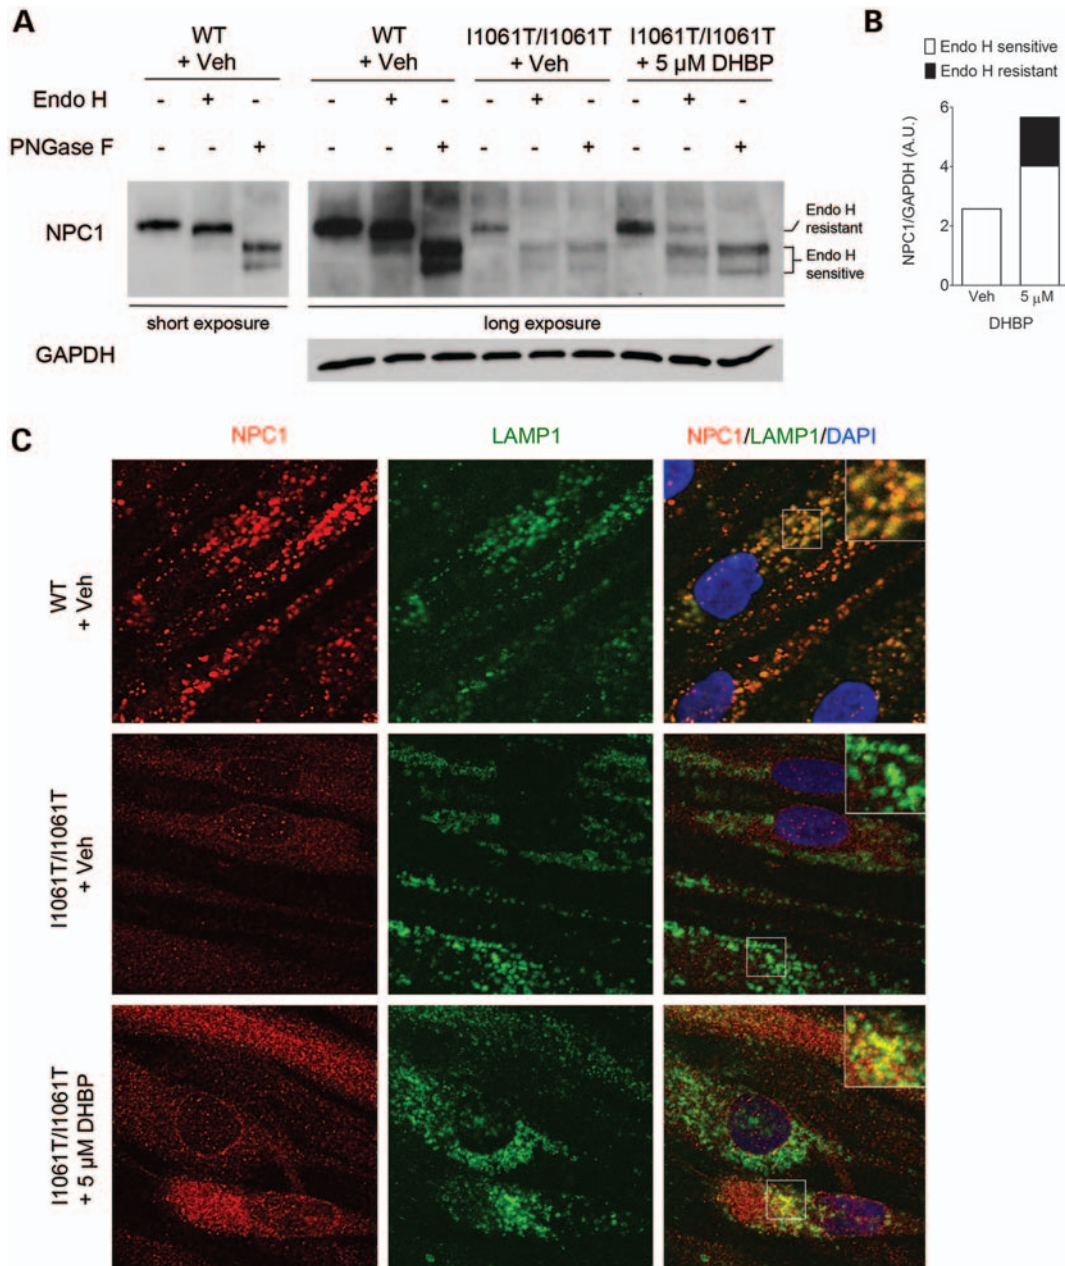 A
WT
+ Veh
WT
+ Veh
I1061T/I1061T
+ Veh
I1061T/I1061T
+ 5 µM DHBP
Endo H
- + - - + - - + - - + -
PNGase F
- - + - - + - - + - - +
NPC1
Endo H
resistant
Endo H
sensitive
short exposure
long exposure
GAPDH
B
Endo H sensitive
Endo H resistant
NPC1/GAPDH (A.U.)
6
4
2
0
Veh
5 µM
DHBP
C
NPC1
LAMP1
NPC1/LAMP1/DAPI
WT
+ Veh
I1061T/I1061T
+ Veh
I1061T/I1061T
+ 5 µM DHBP